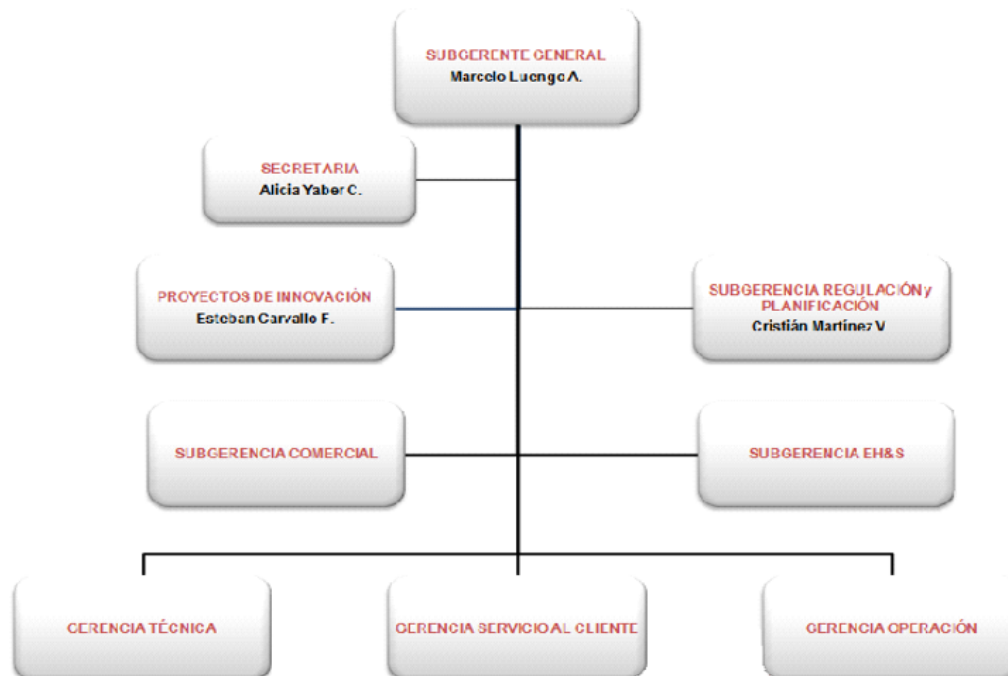 SUBGERENTE GENERAL
Marcelo Luengo A.
SECRETARIA
Alicia Yaber C.
PROYECTOS DE INNOVACIÓN
Esteban Carvallo F.
SUBGERENCIA REGULACIÓN y
PLANIFICACIÓN
Cristián Martínez V
SUBGERENCIA COMERCIAL
SUBGERENCIA EH&S
GERENCIA TÉCNICA
GERENCIA SERVICIO AL CLIENTE
GERENCIA OPERACIÓN